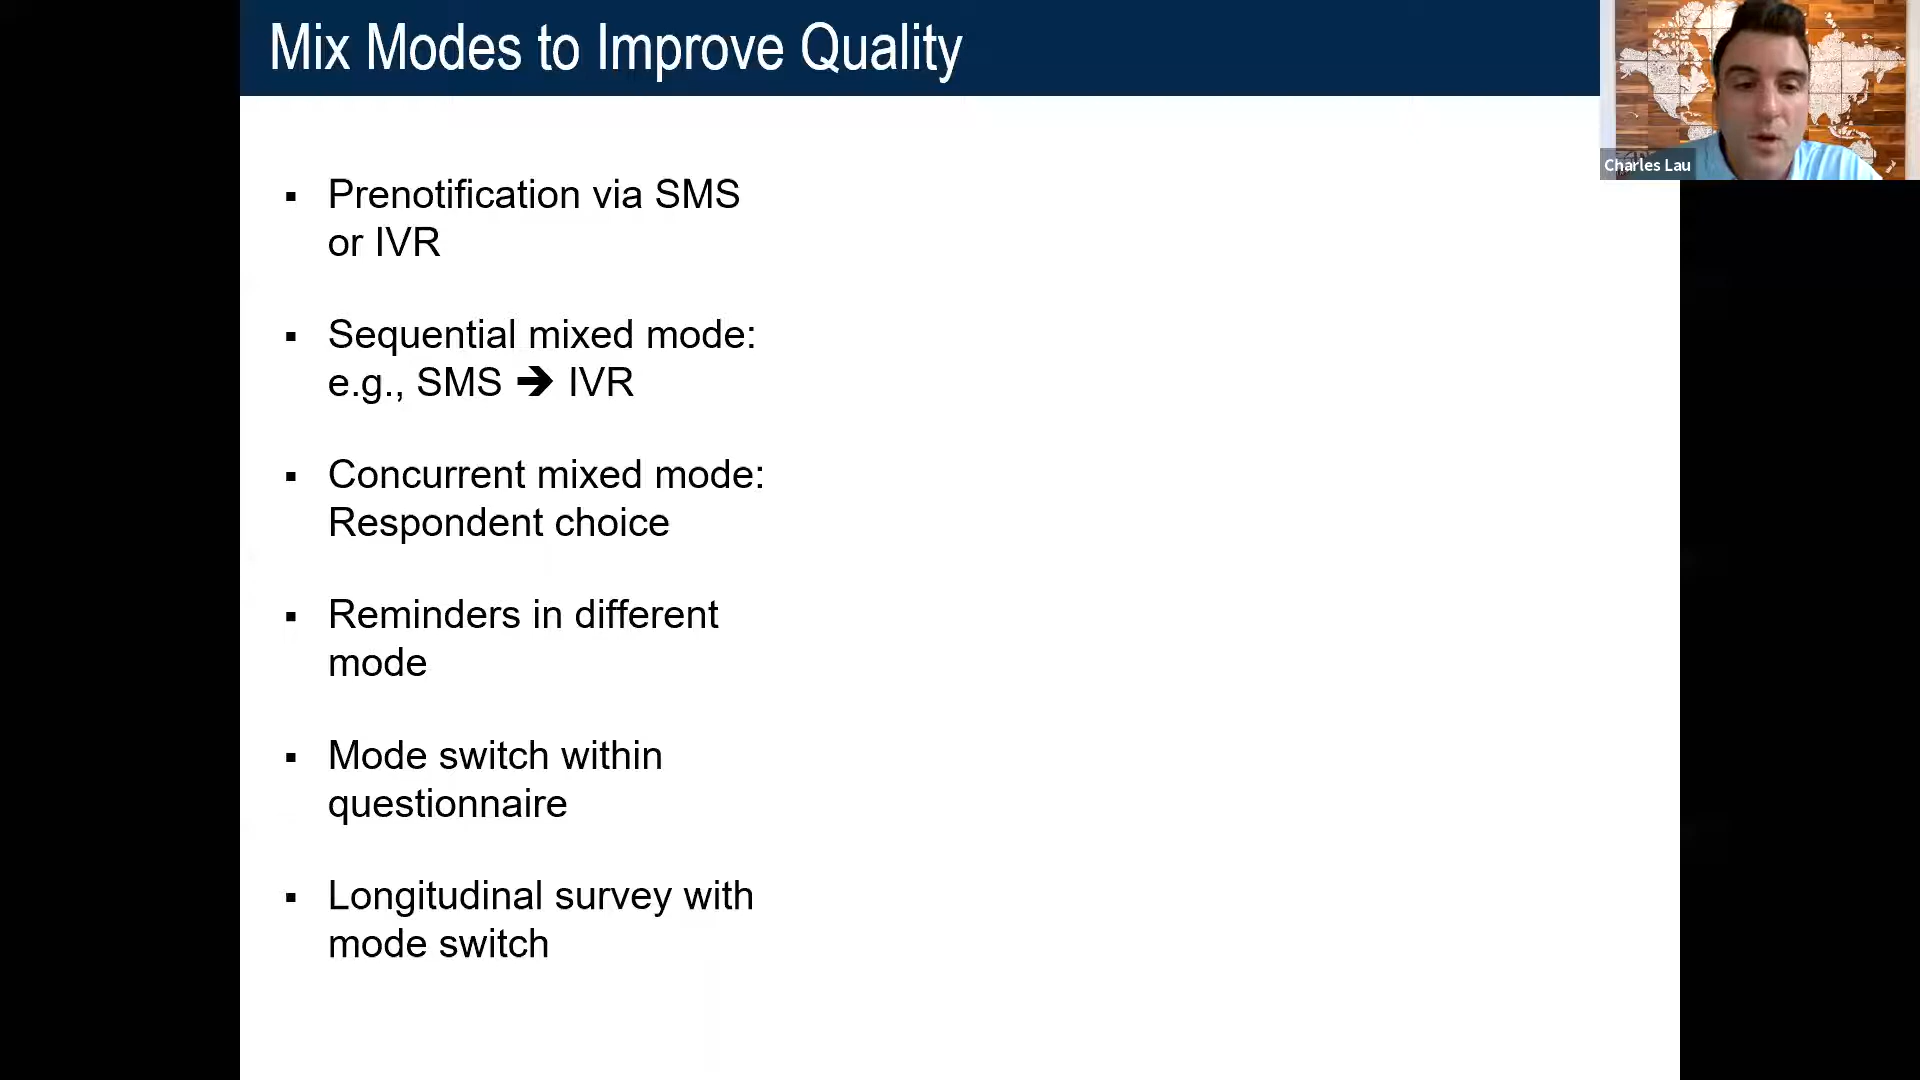 Mix Modes to Improve Quality
Charles Lau
▪ Prenotification via SMS
or IVR
▪ Sequential mixed mode:
e.g., SMS ➔ IVR
▪ Concurrent mixed mode:
Respondent choice
▪ Reminders in different
mode
▪ Mode switch within
questionnaire
▪ Longitudinal survey with
mode switch